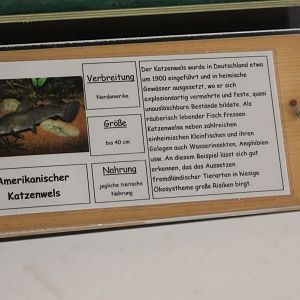 Verbreitung
Nordamerika
Größe
bis 40 cm
Nahrung
jegliche tierische
Nahrung
Amerikanischer
Katzenwels
Der Katzenwels wurde in Deutschland etwa
um 1900 eingeführt und in heimische
Gewässer ausgesetzt, wo er sich
explosionsartig vermehrte und feste, quasi
unauslöschbare Bestände bildete. Als
räuberisch lebender Fisch fressen
Katzenwelse neben zahlreichen
einheimischen Kleinfischen und ihren
Gelegen auch Wasserinsekten, Amphibien
usw. An diesem Beispiel lässt sich gut
erkennen, das das Aussetzen
fremdländischer Tierarten in hiesige
Ökosysteme große Risiken birgt.